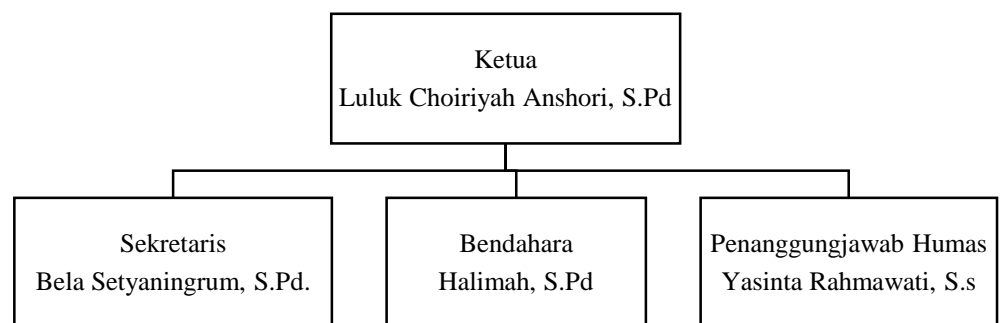 Ketua
Luluk Choiriyah Anshori, S.Pd
Sekretaris
Bela Setyaningrum, S.Pd.
Bendahara
Halimah, S.Pd
Penanggungjawab Humas
Yasinta Rahmawati, S.s